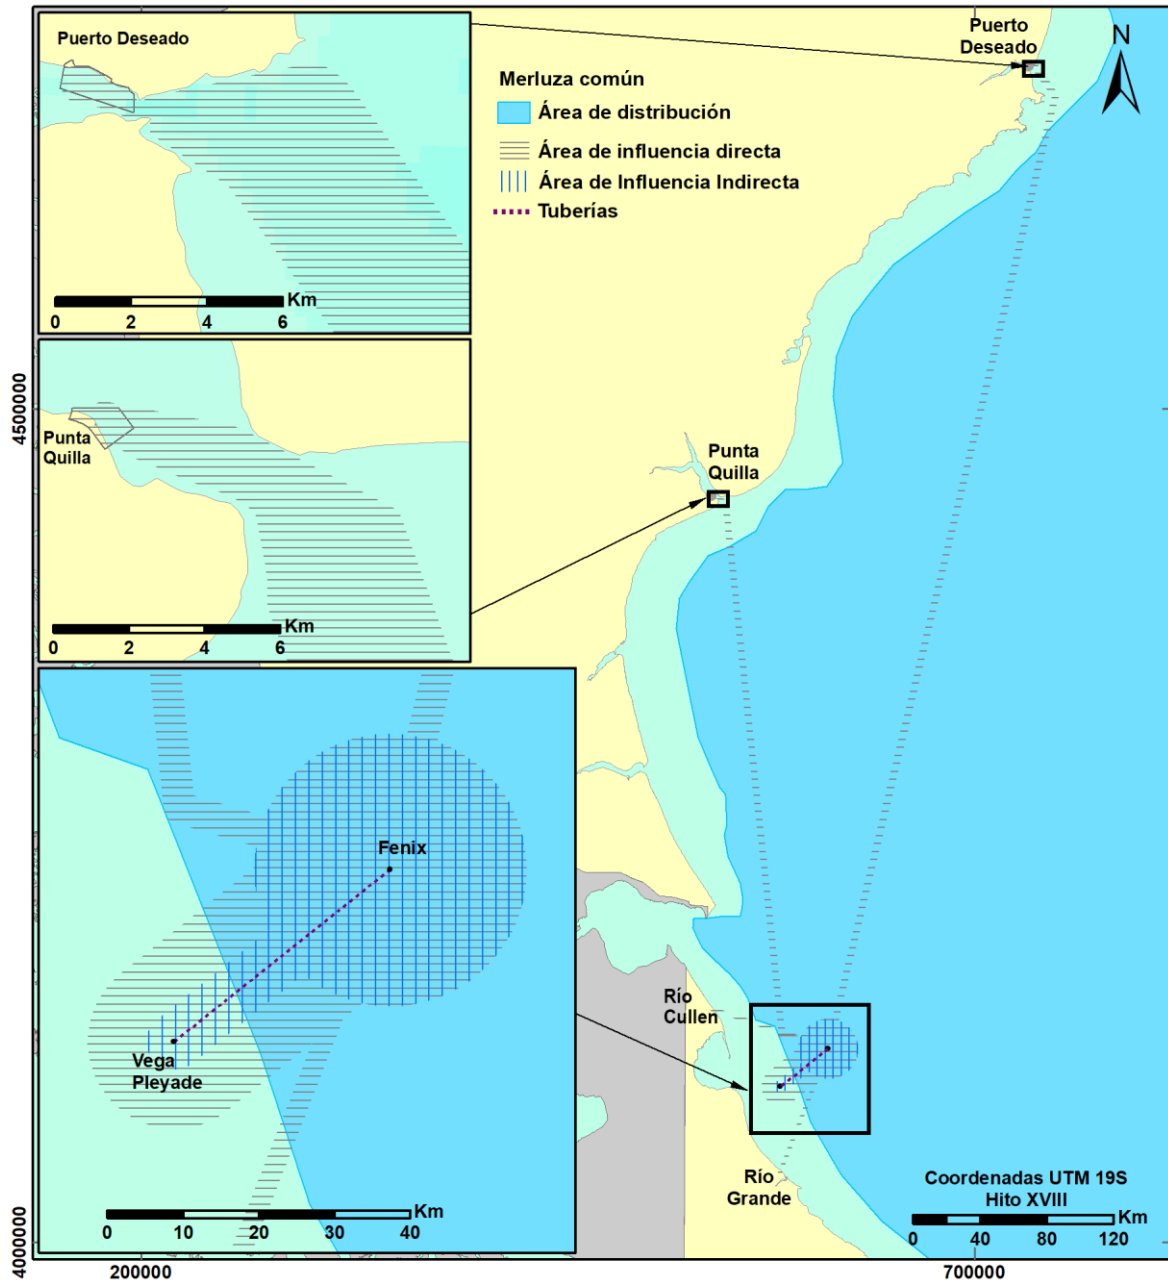 Puerto Deseado
Km
0 2 4 6
Punta
Quilla
Km
0 2 4 6
Merluza común
Área de distribución
Área de influencia directa
Área de Influencia Indirecta
Tuberías
Puerto
Deseado
N
Punta
Quilla
Fenix
Vega
Pleyade
0 10 20 30 40
Km
Río
Cullen
Río
Grande
Coordenadas UTM 19S
Hito XVIII
Km
0 40 80 120
4500000
4000000
200000
700000